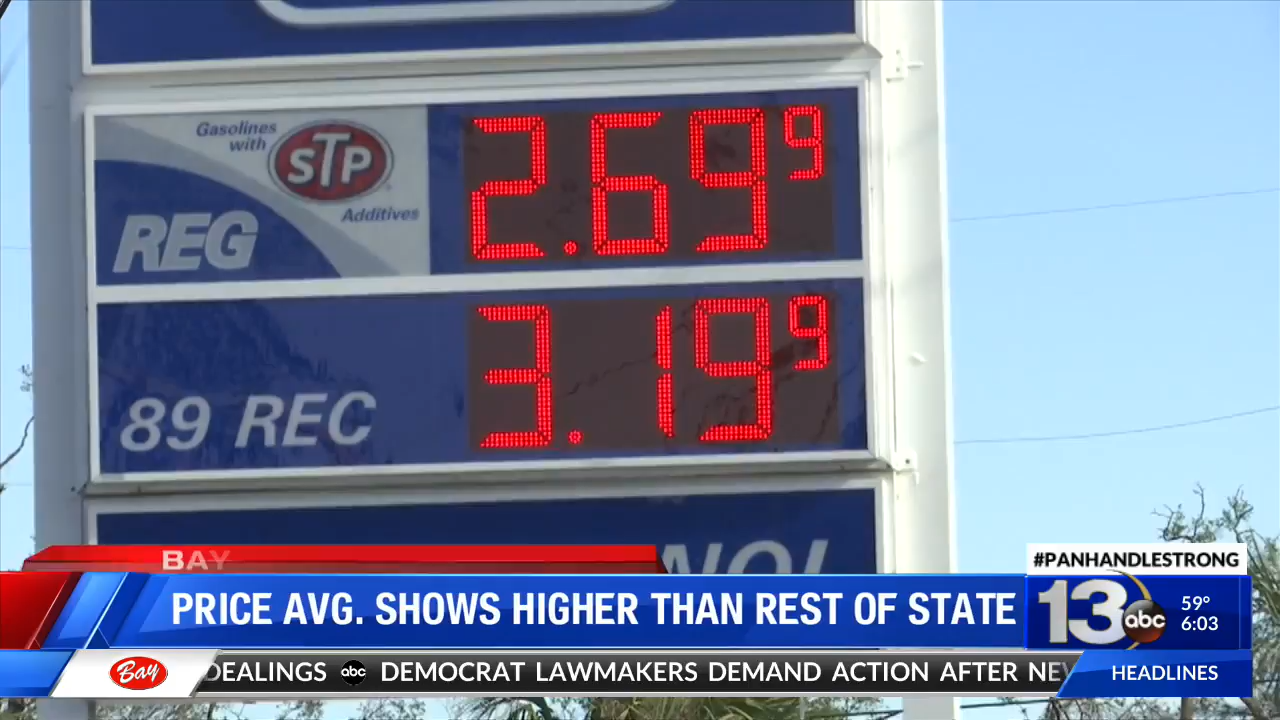 Gasolines
with
STP
Additives
REG
2.69 9
89 REC
3.19 9
BAY
#PANHANDLESTRONG
PRICE AVG. SHOWS HIGHER THAN REST OF STATE
13 abc
59°
6:03
Bay
DEALINGS abc DEMOCRAT LAWMAKERS DEMAND ACTION AFTER
HEADLINES